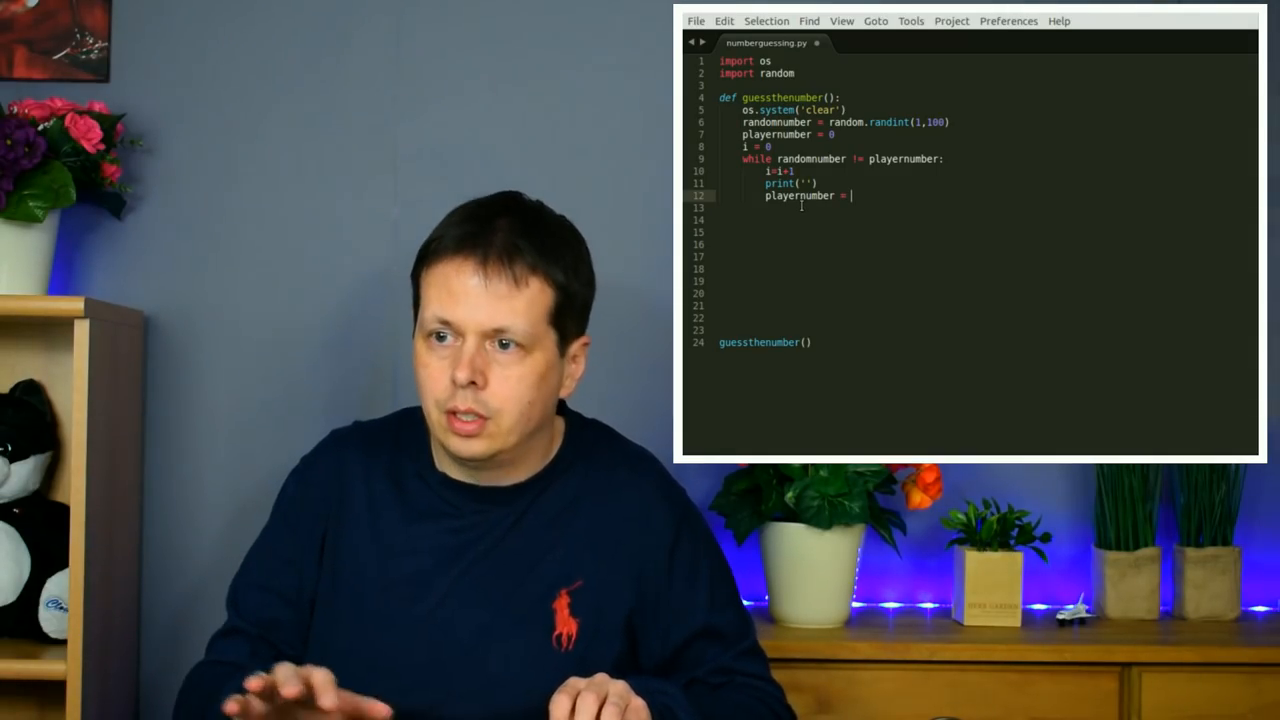 File Edit Selection Find View Goto Tools Project Preferences Help
numberguessing.py
1 import os
2 import random
3
4 def guessthenumber():
5 os.system('clear')
6 randomnumber = random.randint(1,100)
7 playernumber = 0
8 i = 0
9 while randomnumber != playernumber:
10 i=i+1
11 print('')
12 playernumber =
13
14
15
16
17
18
19
20
21
22
23
24 guessthenumber()
HERB GARDEN